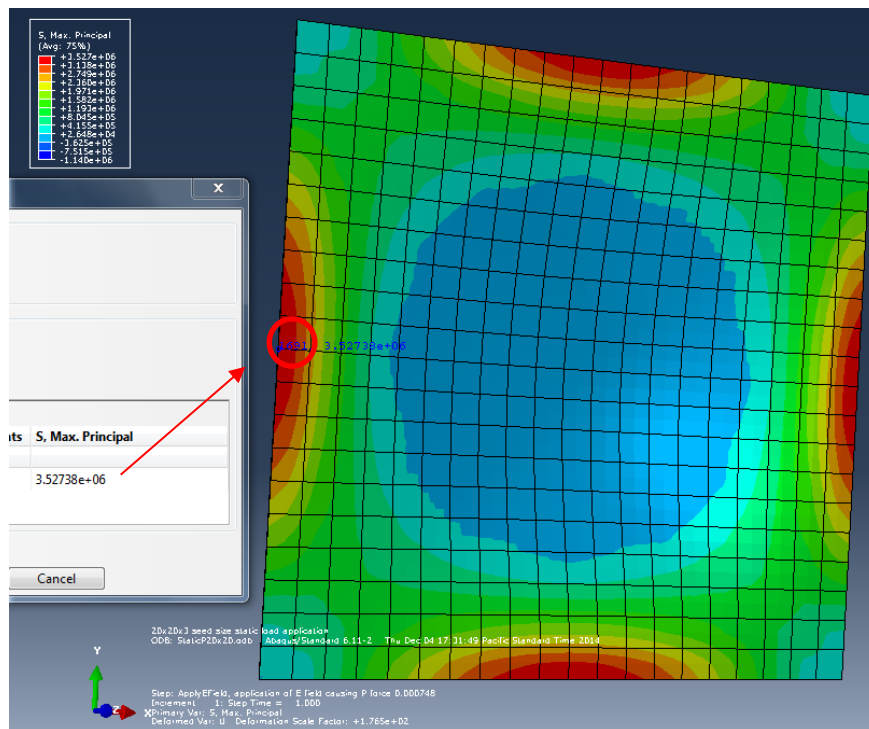 S, Max. Principal
(Avg: 75%)
+3.527e+06
+3.138e+06
+2.749e+06
+2.360e+06
+1.971e+06
+1.582e+06
+1.193e+06
+8.045e+05
+4.155e+05
+2.648e+04
-3.625e+05
-7.515e+05
-1.140e+06
x
3.52738e+06
nts S, Max. Principal
3.52738e+06
Cancel
20x20x3 seed size static load application
ODB: StaticP20x20.odb Abaqus/Standard 6.11-2 Thu Dec 04 17:31:49 Pacific Standard Time 2014
Y
Z X
Step: ApplyEField, application of E field causing P force 0.000748
Increment 1: Step Time = 1.000
Primary Var: S, Max. Principal
Deformed Var: U Deformation Scale Factor: +1.765e+02